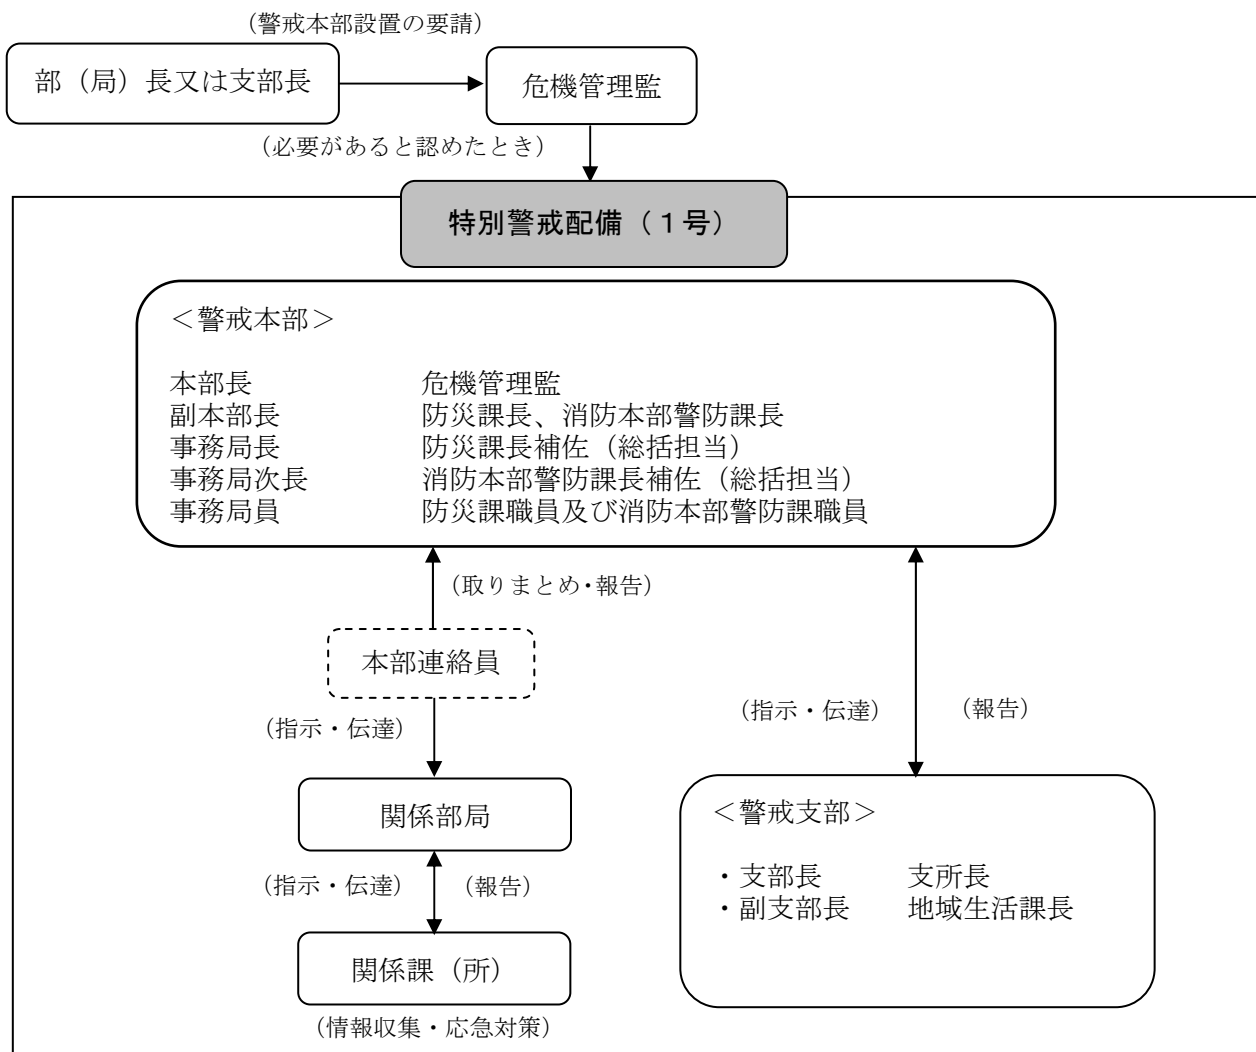 （警戒本部設置の要請）
部（局）長又は支部長
危機管理監
（必要があると認めたとき）
特別警戒配備（１号）
＜警戒本部＞
本部長　危機管理監
副本部長　防災課長、消防本部警防課長
事務局長　防災課長補佐（総括担当）
事務局次長　消防本部警防課長補佐（総括担当）
事務局員　防災課職員及び消防本部警防課職員
（取りまとめ･報告）
本部連絡員
（指示・伝達）
関係部局
（指示・伝達）　（報告）
関係課（所）
（情報収集・応急対策）
（指示・伝達）　（報告）
＜警戒支部＞
・支部長　支所長
・副支部長　地域生活課長